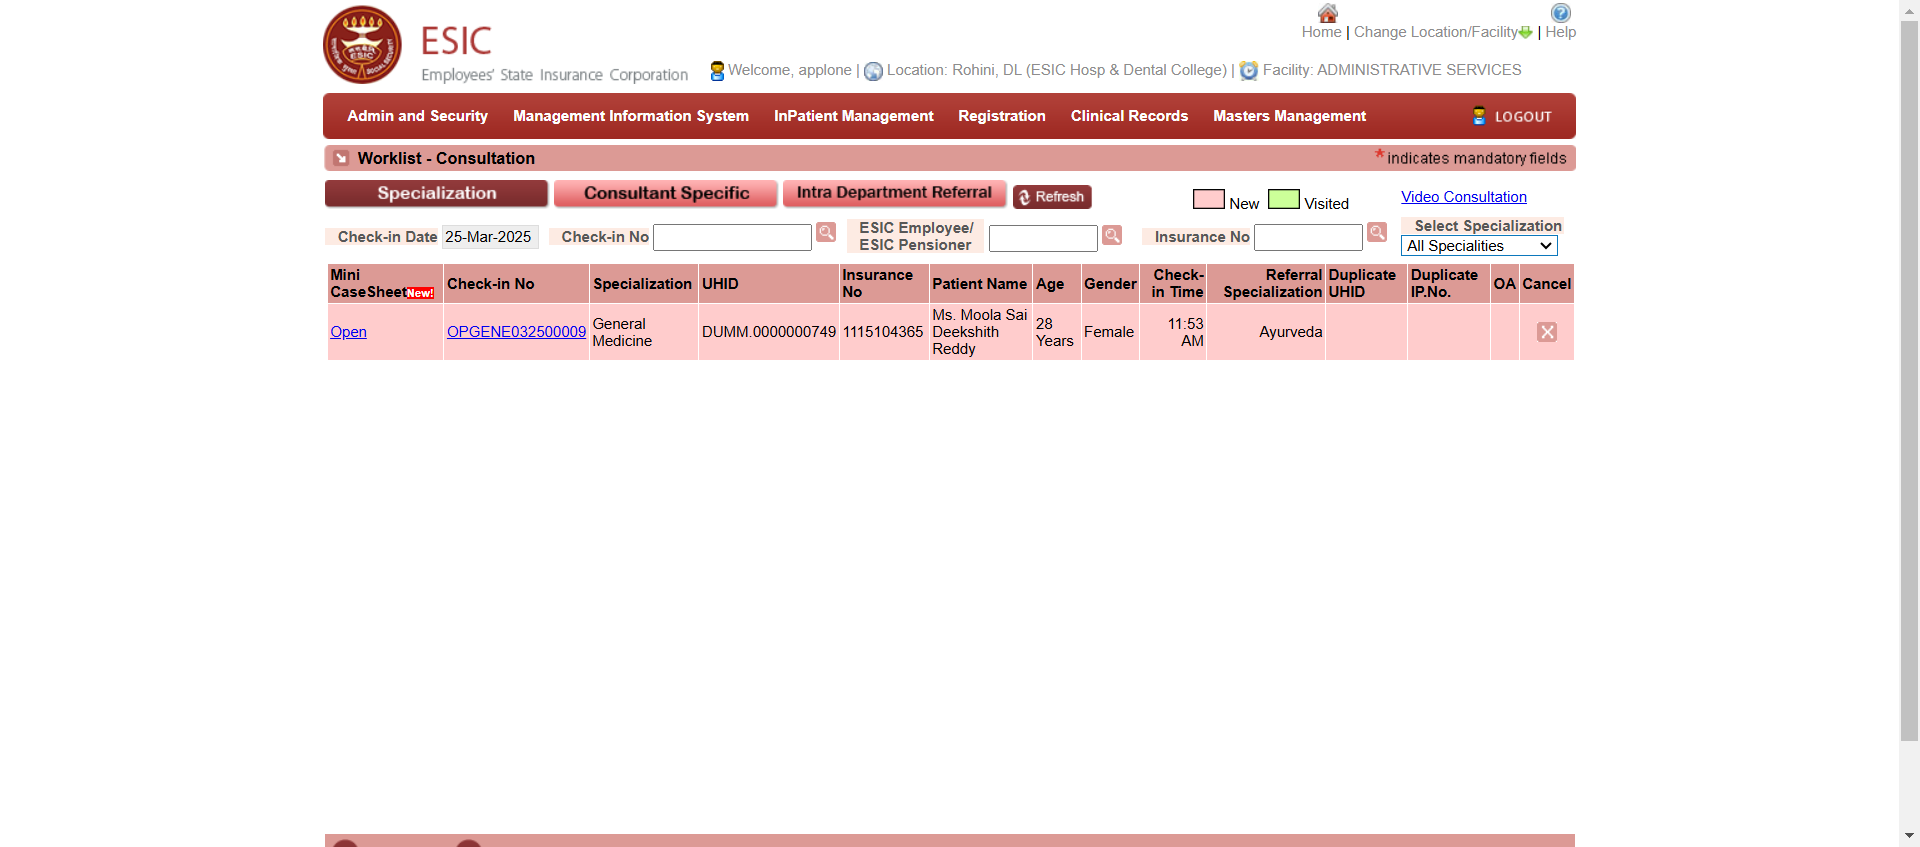 ESIC
Employees' State Insurance Corporation
Home | Change Location/Facility | Help
Welcome, applone | Location: Rohini, DL (ESIC Hosp & Dental College) | Facility: ADMINISTRATIVE SERVICES
Admin and Security Management Information System InPatient Management Registration Clinical Records Masters Management LOGOUT
Worklist - Consultation * indicates mandatory fields
Specialization Consultant Specific Intra Department Referral Refresh New Visited Video Consultation
Check-in Date 25-Mar-2025 Check-in No ESIC Employee/ ESIC Pensioner Insurance No Select Specialization
All Specialities
Mini CaseSheet New! Check-in No Specialization UHID Insurance No Patient Name Age Gender Check-in Time Referral Specialization Duplicate UHID Duplicate IP.No. OA Cancel
Open OPGENE032500009 General Medicine DUMM.0000000749 1115104365 Ms. Moola Sai Deekshith Reddy 28 Years Female 11:53 AM Ayurveda